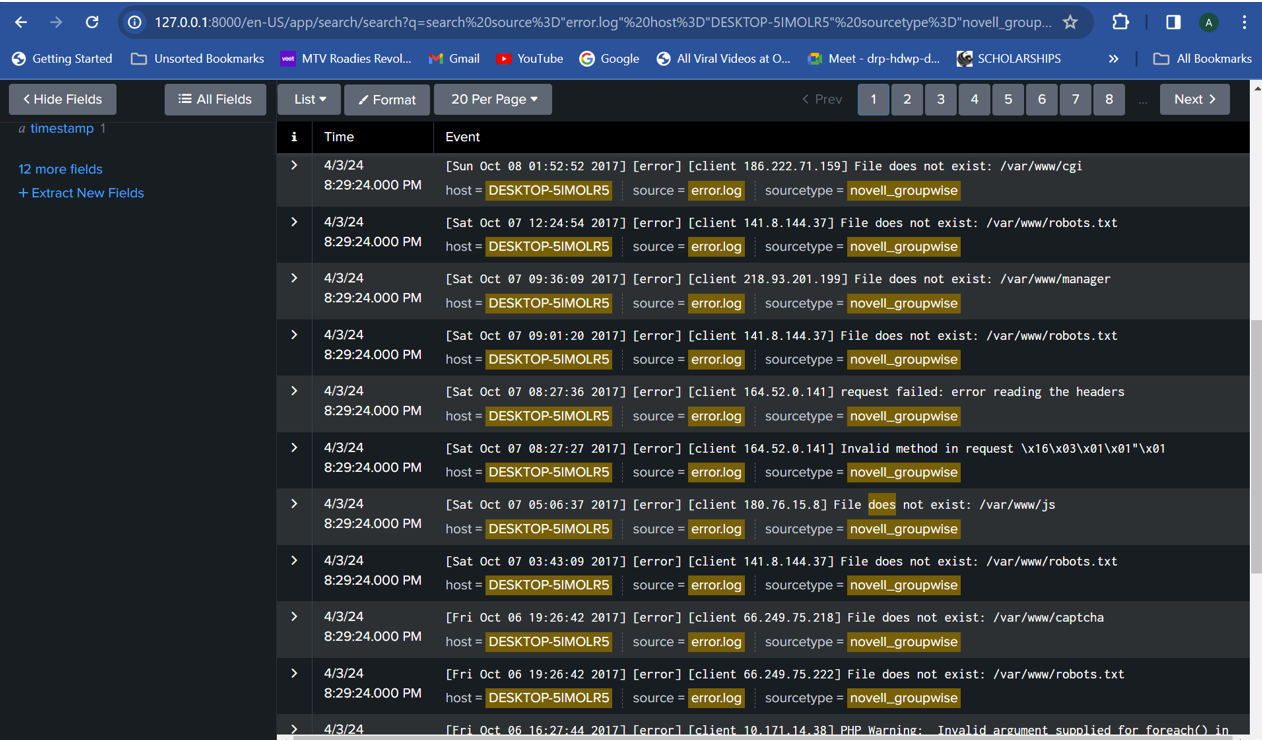 127.0.0.1:8000/en-US/app/search/search?q=search%20source%3D"error.log"%20host%3D"DESKTOP-5IMOLR5"%20sourcetype%3D"novell_group...
A
Getting Started Unsorted Bookmarks MTV Roadies Revol... Gmail YouTube Google All Viral Videos at O... Meet - drp-hdwp-d... SCHOLARSHIPS » All Bookmarks
< Hide Fields All Fields List Format 20 Per Page < Prev 1 2 3 4 5 6 7 8 ... Next >
a timestamp 1
12 more fields
+ Extract New Fields
i Time Event
4/3/24 [Sun Oct 08 01:52:52 2017] [error] [client 186.222.71.159] File does not exist: /var/www/cgi
8:29:24.000 PM host = DESKTOP-5IMOLR5 source = error.log sourcetype = novell_groupwise
4/3/24 [Sat Oct 07 12:24:54 2017] [error] [client 141.8.144.37] File does not exist: /var/www/robots.txt
8:29:24.000 PM host = DESKTOP-5IMOLR5 source = error.log sourcetype = novell_groupwise
4/3/24 [Sat Oct 07 09:36:09 2017] [error] [client 218.93.201.199] File does not exist: /var/www/manager
8:29:24.000 PM host = DESKTOP-5IMOLR5 source = error.log sourcetype = novell_groupwise
4/3/24 [Sat Oct 07 09:01:20 2017] [error] [client 141.8.144.37] File does not exist: /var/www/robots.txt
8:29:24.000 PM host = DESKTOP-5IMOLR5 source = error.log sourcetype = novell_groupwise
4/3/24 [Sat Oct 07 08:27:36 2017] [error] [client 164.52.0.141] request failed: error reading the headers
8:29:24.000 PM host = DESKTOP-5IMOLR5 source = error.log sourcetype = novell_groupwise
4/3/24 [Sat Oct 07 08:27:27 2017] [error] [client 164.52.0.141] Invalid method in request \x16\x03\x01\x01"\x01
8:29:24.000 PM host = DESKTOP-5IMOLR5 source = error.log sourcetype = novell_groupwise
4/3/24 [Sat Oct 07 05:06:37 2017] [error] [client 180.76.15.8] File does not exist: /var/www/js
8:29:24.000 PM host = DESKTOP-5IMOLR5 source = error.log sourcetype = novell_groupwise
4/3/24 [Sat Oct 07 03:43:09 2017] [error] [client 141.8.144.37] File does not exist: /var/www/robots.txt
8:29:24.000 PM host = DESKTOP-5IMOLR5 source = error.log sourcetype = novell_groupwise
4/3/24 [Fri Oct 06 19:26:42 2017] [error] [client 66.249.75.218] File does not exist: /var/www/captcha
8:29:24.000 PM host = DESKTOP-5IMOLR5 source = error.log sourcetype = novell_groupwise
4/3/24 [Fri Oct 06 19:26:42 2017] [error] [client 66.249.75.222] File does not exist: /var/www/robots.txt
8:29:24.000 PM host = DESKTOP-5IMOLR5 source = error.log sourcetype = novell_groupwise
4/3/24 [Fri Oct 06 16:27:44 2017] [error] [client 10.171.14.38] PHP Warning: Invalid argument supplied for foreach() in